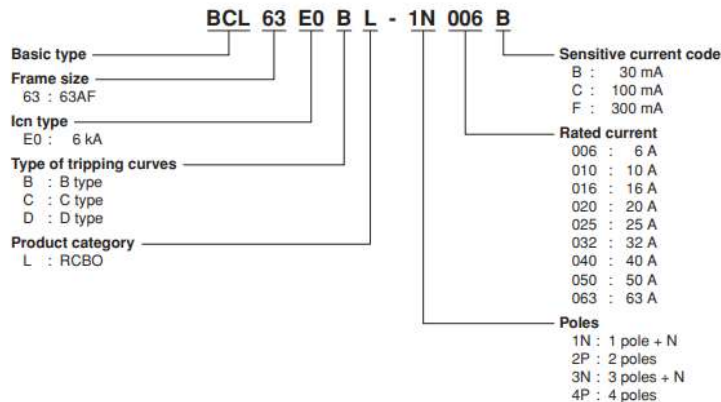 BCL 63 E0 B L - 1N 006 B
Basic type
Frame size
63 : 63AF
Icn type
E0 : 6 kA
Type of tripping curves
B : B type
C : C type
D : D type
Product category
L : RCBO
Sensitive current code
B : 30 mA
C : 100 mA
F : 300 mA
Rated current
006 : 6 A
010 : 10 A
016 : 16 A
020 : 20 A
025 : 25 A
032 : 32 A
040 : 40 A
050 : 50 A
063 : 63 A
Poles
1N : 1 pole + N
2P : 2 poles
3N : 3 poles + N
4P : 4 poles